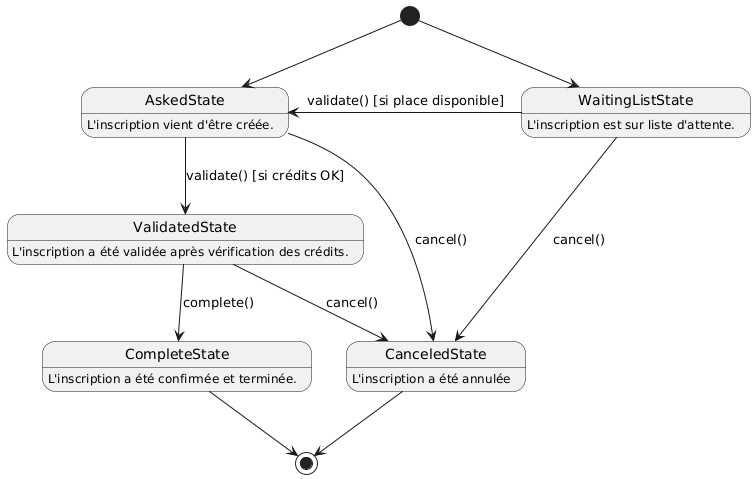 AskedState
L'inscription vient d'être créée.
validate() [si place disponible]
WaitingListState
L'inscription est sur liste d'attente.
validate() [si crédits OK]
ValidatedState
L'inscription a été validée après vérification des crédits.
cancel()
cancel()
complete()
cancel()
CompleteState
L'inscription a été confirmée et terminée.
CanceledState
L'inscription a été annulée